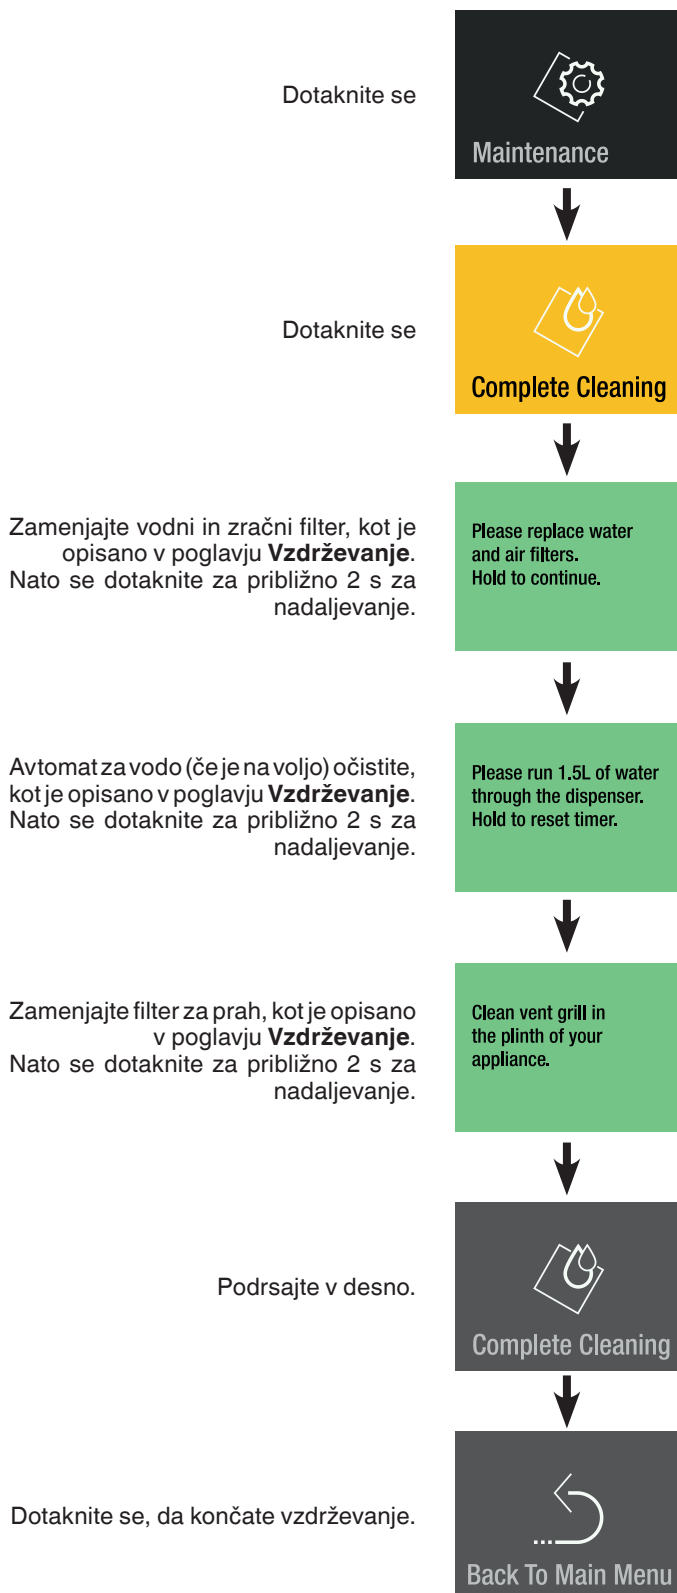 Dotaknite se
Maintenance
Dotaknite se
Complete Cleaning
Zamenjajte vodni in zračni filter, kot je
opisano v poglavju Vzdrževanje.
Nato se dotaknite za približno 2 s za
nadaljevanje.
Please replace water
and air filters.
Hold to continue.
Avtomat za vodo (če je na voljo) očistite,
kot je opisano v poglavju Vzdrževanje.
Nato se dotaknite za približno 2 s za
nadaljevanje.
Please run 1.5L of water
through the dispenser.
Hold to reset timer.
Zamenjajte filter za prah, kot je opisano
v poglavju Vzdrževanje.
Nato se dotaknite za približno 2 s za
nadaljevanje.
Clean vent grill in
the plinth of your
appliance.
Podrsajte v desno.
Complete Cleaning
Dotaknite se, da končate vzdrževanje.
Back To Main Menu